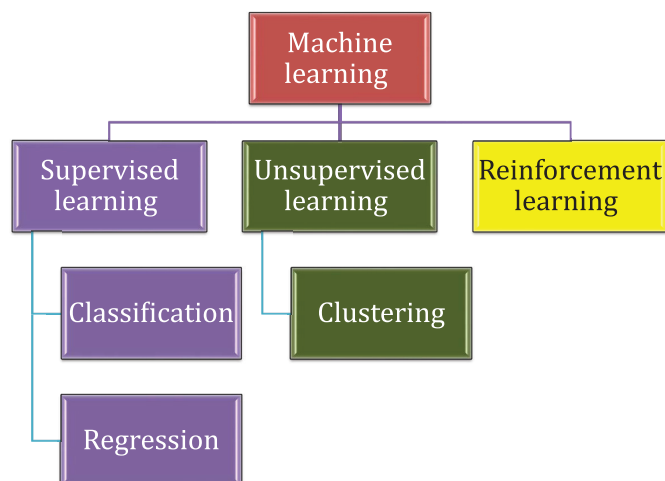 Machine
learning
Supervised
learning
Unsupervised
learning
Reinforcement
learning
Classification
Clustering
Regression